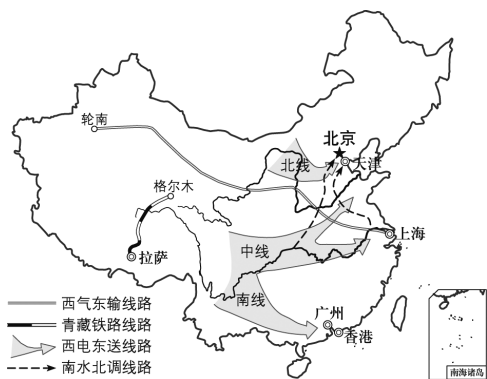 轮南
北京
北线
天津
格尔木
上海
拉萨
中线
南线
广州
香港
西气东输线路
青藏铁路线路
西电东送线路
南水北调线路
南海诸岛